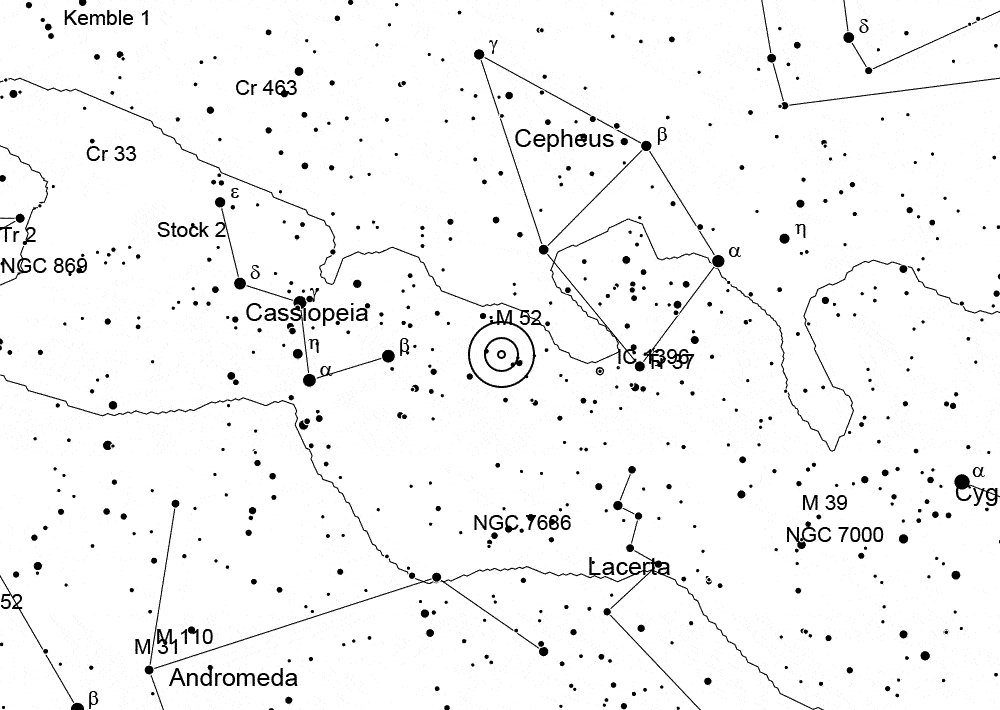 Kemble 1
δ
γ
Cr 463
Cepheus
β
Cr 33
ε
Stock 2
η
α
Tr 2
NGC 869
δ
γ
Cassiopeia
M 52
η
β
IC 1396
Tr 37
α
α
Cyg
M 39
NGC 7686
NGC 7000
Lacerta
52
M 110
M 31
Andromeda
β